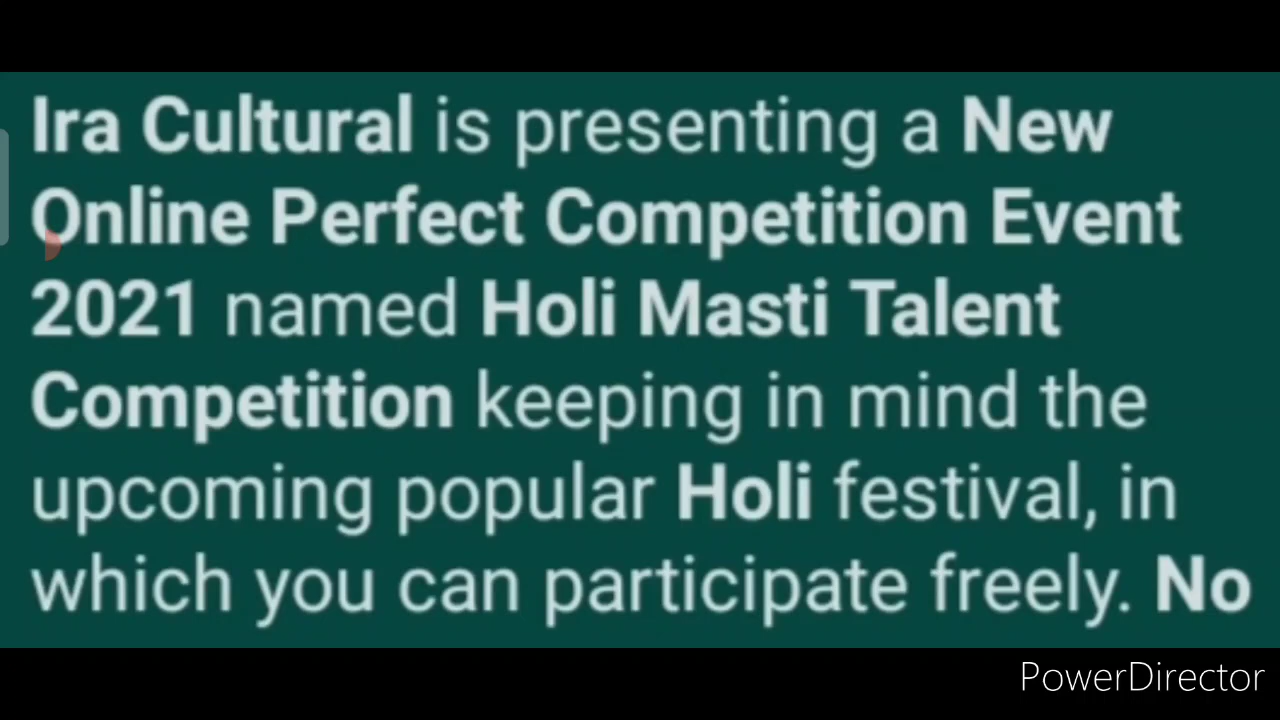 Ira Cultural is presenting a New
Online Perfect Competition Event
2021 named Holi Masti Talent
Competition keeping in mind the
upcoming popular Holi festival, in
which you can participate freely. No
PowerDirector